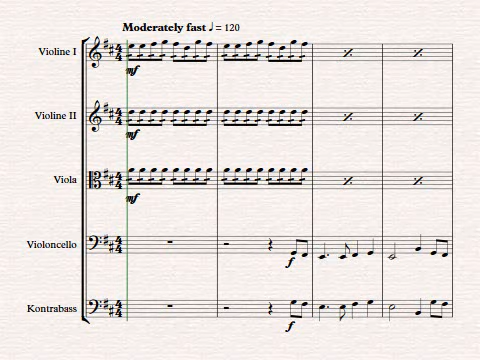 Moderately fast ♩ = 120
Violine I
mf
Violine II
mf
Viola
mf
Violoncello
f
Kontrabass
f